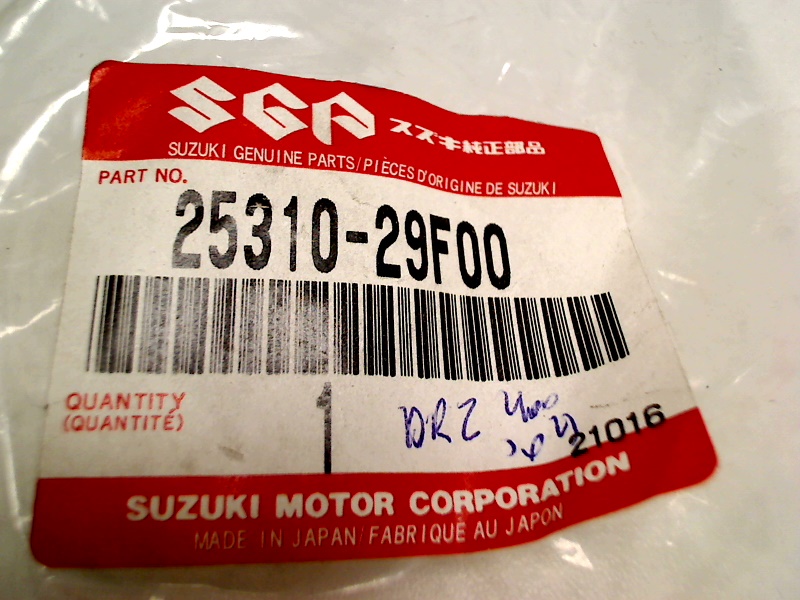 SGP スズキ純正部品
SUZUKI GENUINE PARTS/PIÈCES D'ORIGINE DE SUZUKI
PART NO.
25310-29F00
QUANTITY 1
(QUANTITÉ)
DRZ 400
21016
SUZUKI MOTOR CORPORATION
MADE IN JAPAN/FABRIQUE AU JAPON